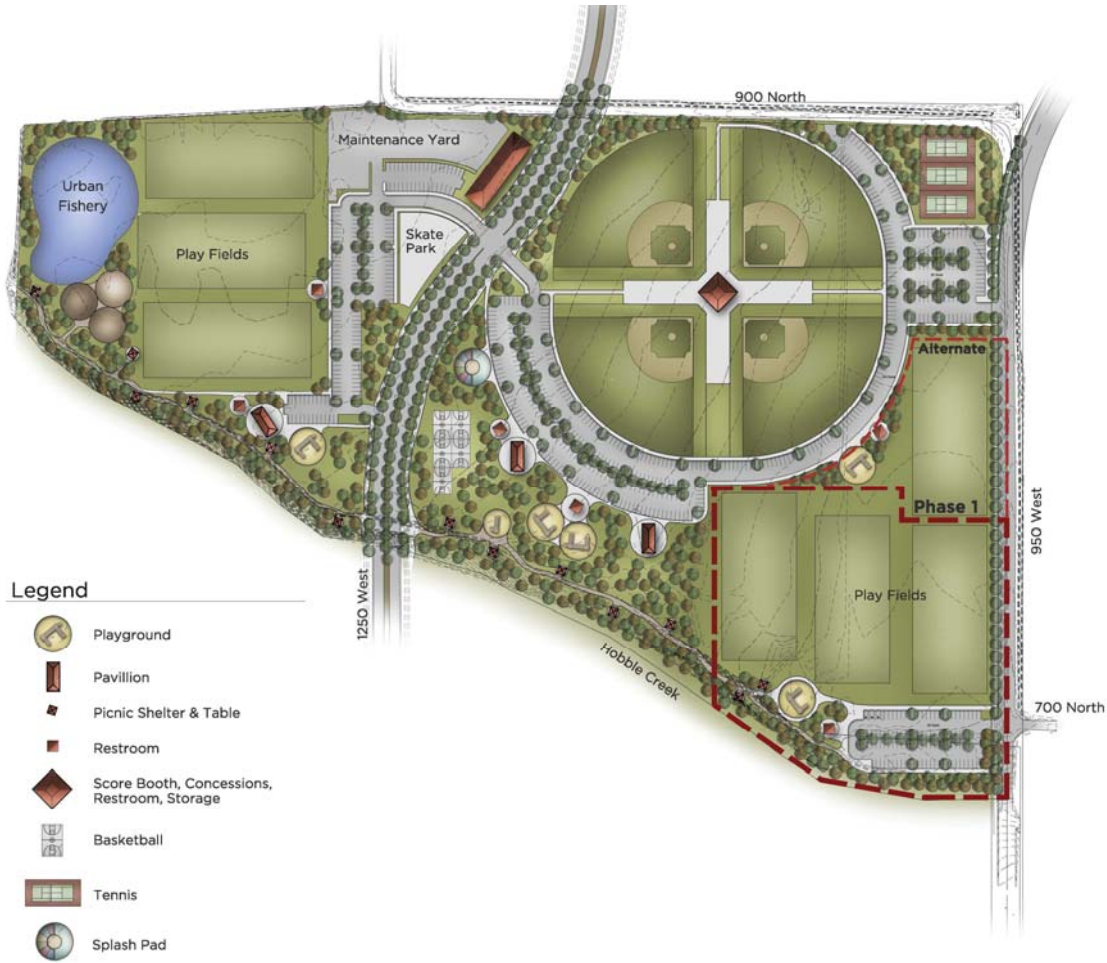 900 North
Maintenance Yard
Urban
Fishery
Skate
Park
Play Fields
Alternate
Phase 1
950 West
Play Fields
1250 West
Hobble Creek
700 North
Legend
Playground
Pavillion
Picnic Shelter & Table
Restroom
Score Booth, Concessions,
Restroom, Storage
Basketball
Tennis
Splash Pad